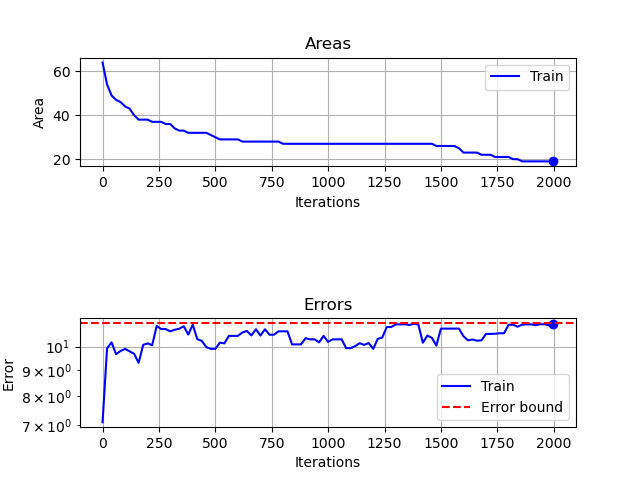 Areas
60
40
20
Area
Train
0 250 500 750 1000 1250 1500 1750 2000
Iterations
Errors
10¹
9 × 10⁰
8 × 10⁰
7 × 10⁰
Error
Train
Error bound
0 250 500 750 1000 1250 1500 1750 2000
Iterations